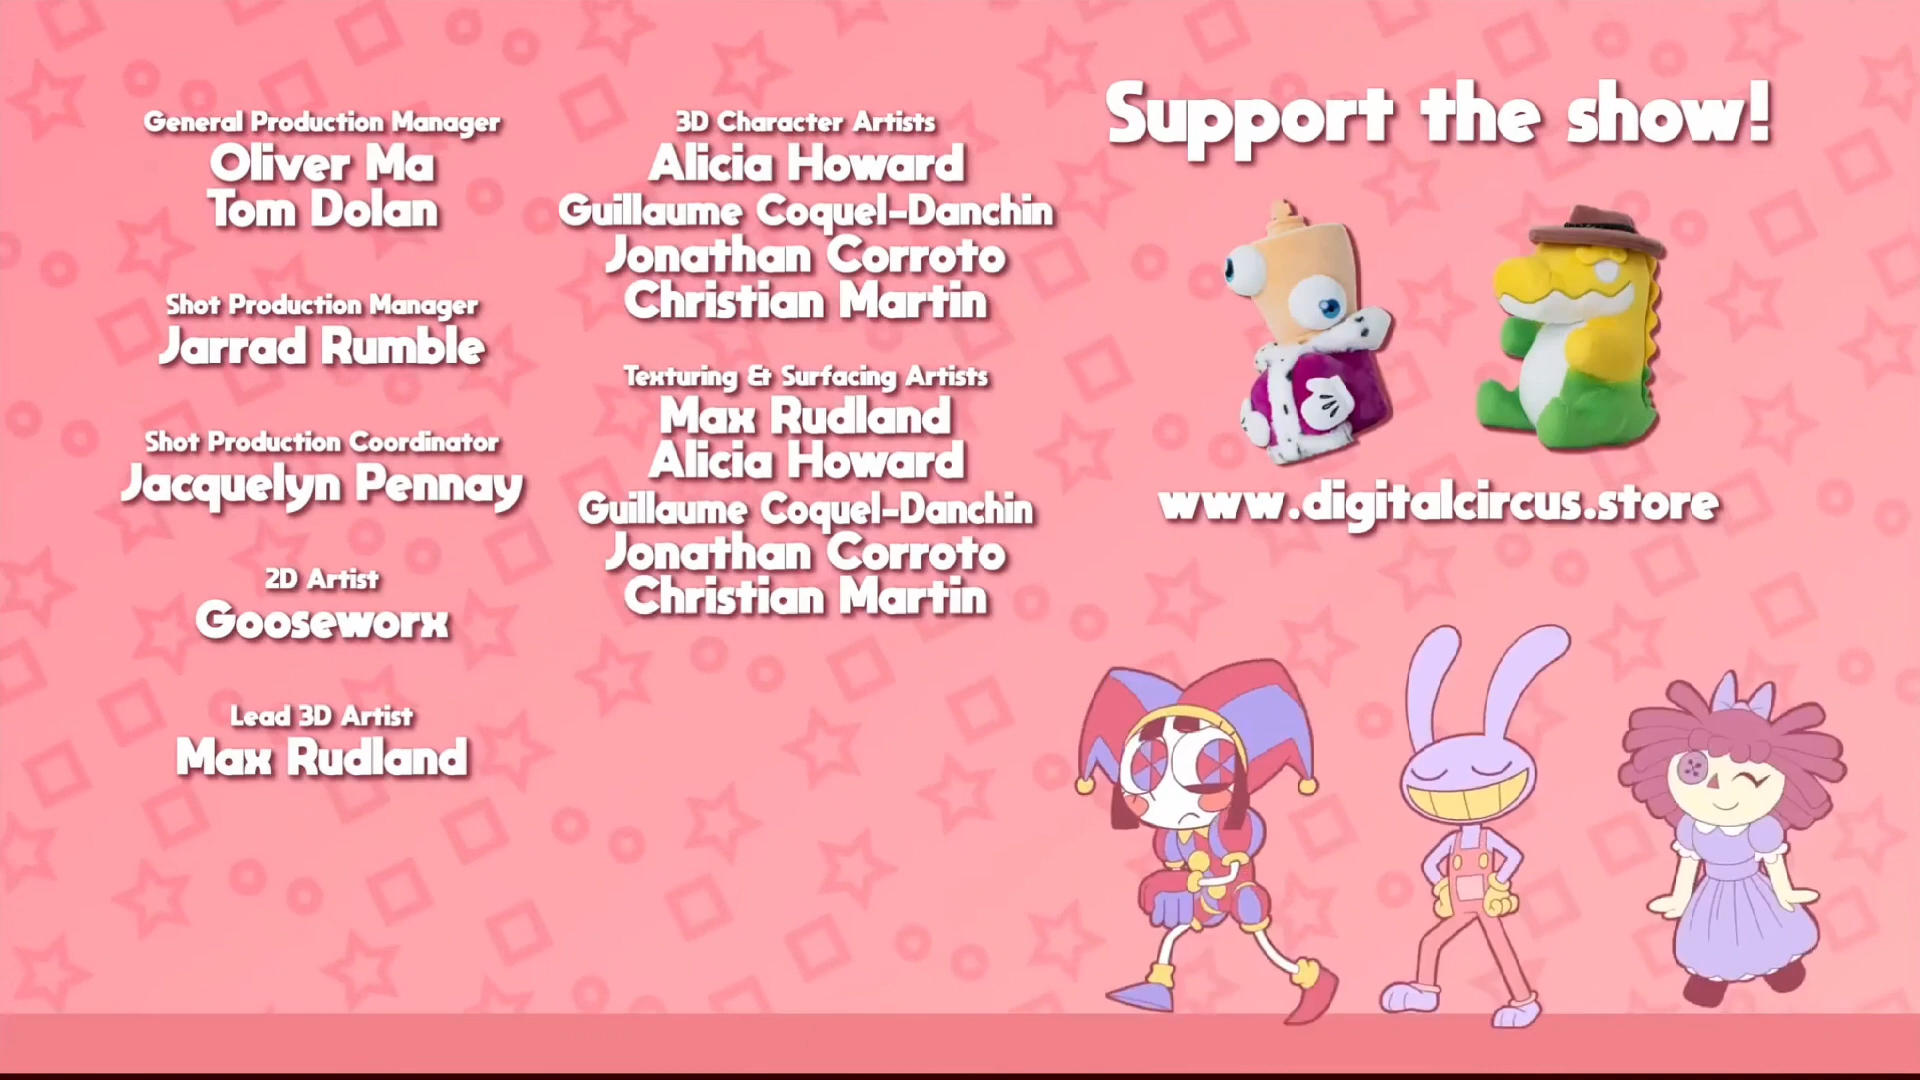 General Production Manager
Oliver Ma
Tom Dolan
Shot Production Manager
Jarrad Rumble
Shot Production Coordinator
Jacquelyn Pennay
2D Artist
Gooseworx
Lead 3D Artist
Max Rudland
3D Character Artists
Alicia Howard
Guillaume Coquel-Danchin
Jonathan Corroto
Christian Martin
Texturing & Surfacing Artists
Max Rudland
Alicia Howard
Guillaume Coquel-Danchin
Jonathan Corroto
Christian Martin
Support the show!
www.digitalcircus.store